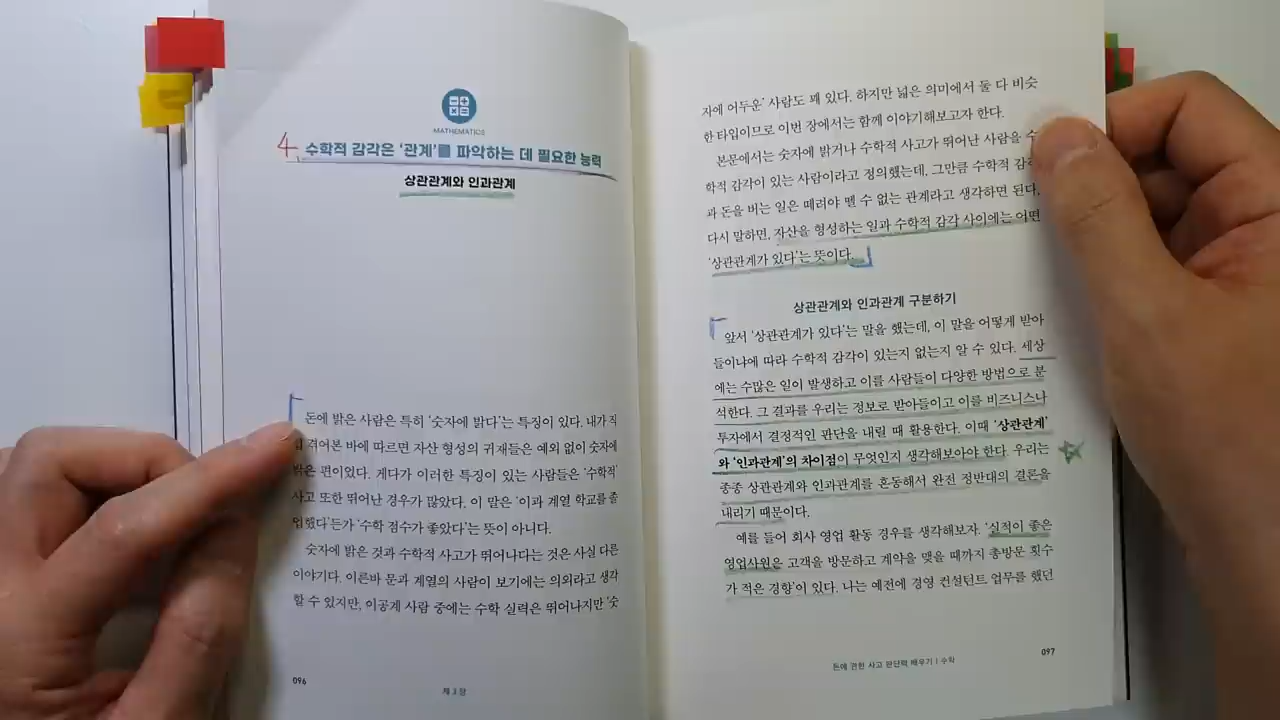 MATHEMATICS
4. 수학적 감각은 ‘관계’를 파악하는 데 필요한 능력
상관관계와 인과관계
돈에 밝은 사람은 특히 ‘숫자에 밝다’는 특징이 있다. 내가 직
겪어본 바에 따르면 자산 형성의 귀재들은 예외 없이 숫자에
밝은 편이었다. 게다가 이러한 특징이 있는 사람들은 ‘수학적’
사고 또한 뛰어난 경우가 많았다. 이 말은 ‘이과 계열 학교를 졸
업했다’든가 ‘수학 점수가 좋았다’는 뜻이 아니다.
숫자에 밝은 것과 수학적 사고가 뛰어나다는 것은 사실 다른
이야기다. 이른바 문과 계열의 사람이 보기에는 의외라고 생각
할 수 있지만, 이공계 사람 중에는 수학 실력은 뛰어나지만 ‘숫
096
제 3 장
자에 어두운’ 사람도 꽤 있다. 하지만 넓은 의미에서 둘 다 비슷
한 타입이므로 이번 장에서는 함께 이야기해보고자 한다.
본문에서는 숫자에 밝거나 수학적 사고가 뛰어난 사람을 수
학적 감각이 있는 사람이라고 정의했는데, 그만큼 수학적 감각
과 돈을 버는 일은 떼려야 뗄 수 없는 관계라고 생각하면 된다.
다시 말하면, 자산을 형성하는 일과 수학적 감각 사이에는 어떤
‘상관관계가 있다’는 뜻이다.
상관관계와 인과관계 구분하기
앞서 ‘상관관계가 있다’는 말을 했는데, 이 말을 어떻게 받아
들이냐에 따라 수학적 감각이 있는지 없는지 알 수 있다. 세상
에는 수많은 일이 발생하고 이를 사람들이 다양한 방법으로 분
석한다. 그 결과를 우리는 정보로 받아들이고 이를 비즈니스나
투자에서 결정적인 판단을 내릴 때 활용한다. 이때 ‘상관관계’
와 ‘인과관계’의 차이점이 무엇인지 생각해보아야 한다. 우리는
종종 상관관계와 인과관계를 혼동해서 완전 정반대의 결론을
내리기 때문이다.
예를 들어 회사 영업 활동 경우를 생각해보자. ‘실적이 좋은
영업사원은 고객을 방문하고 계약을 맺을 때까지 총방문 횟수
가 적은 경향’이 있다. 나는 예전에 경영 컨설턴트 업무를 했던
돈에 관한 사고 판단력 배우기 | 수학
097